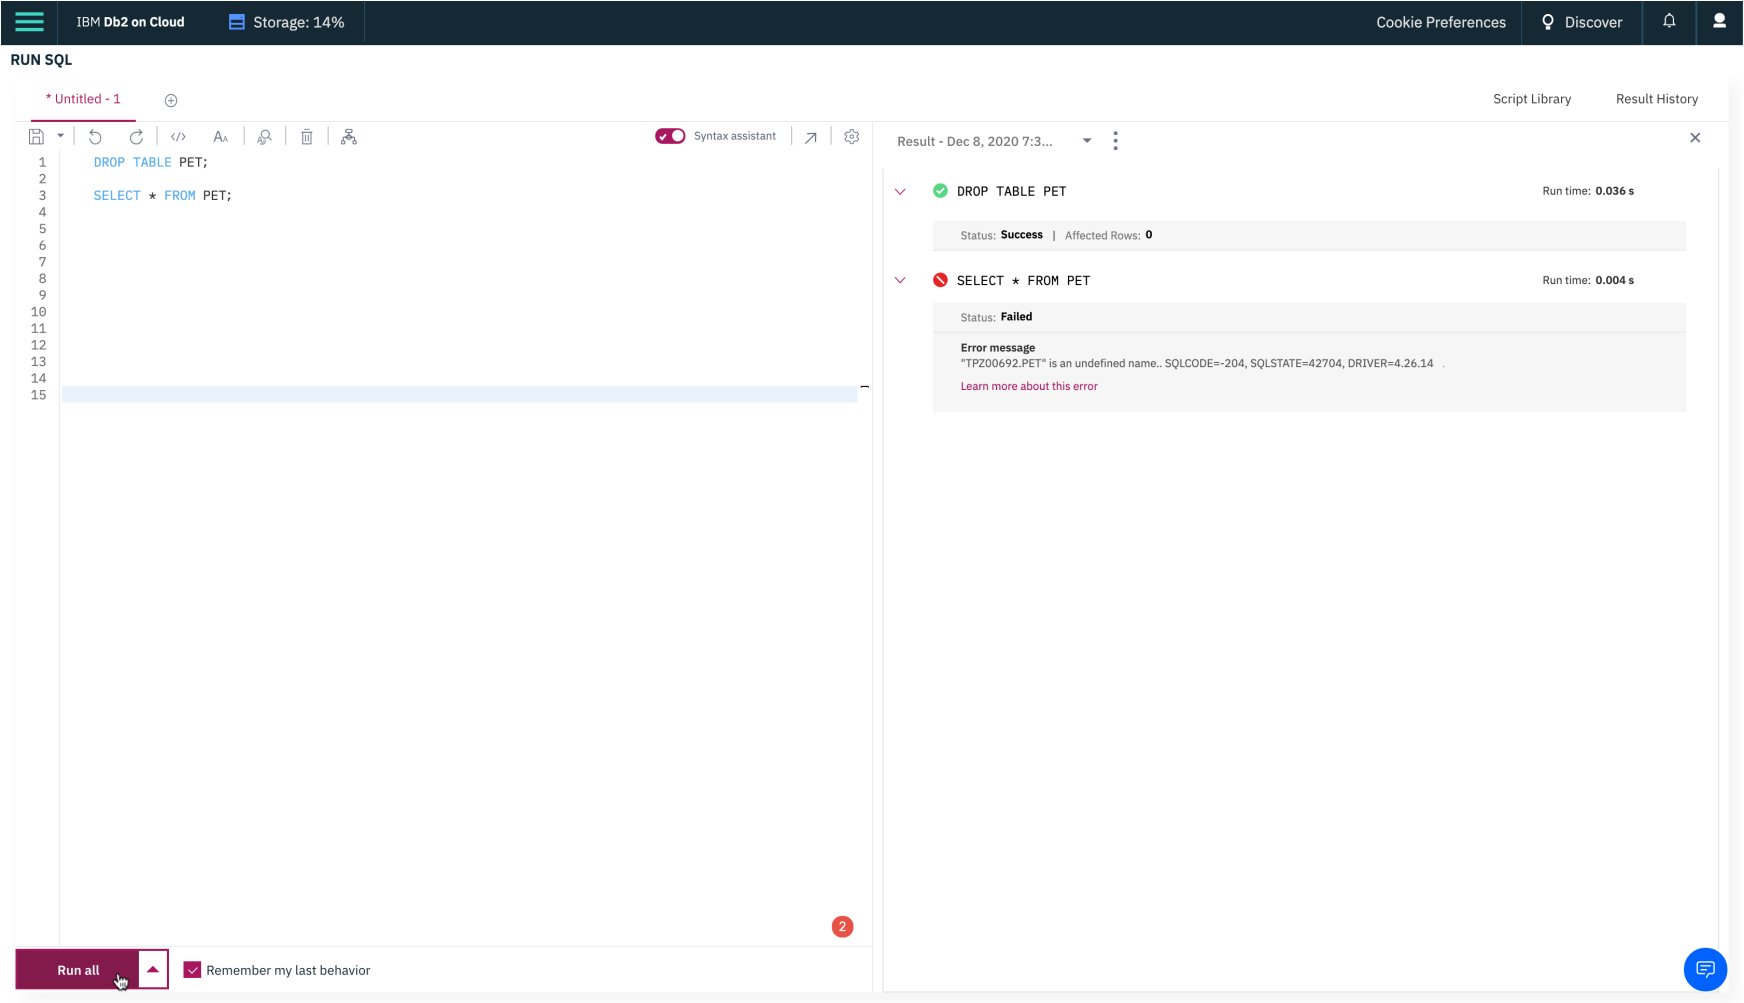 IBM Db2 on Cloud
Storage: 14%
Cookie Preferences
Discover
RUN SQL
* Untitled - 1
Script Library
Result History
Syntax assistant
1 DROP TABLE PET;
2
3 SELECT * FROM PET;
4
5
6
7
8
9
10
11
12
13
14
15
2
Run all
Remember my last behavior
Result - Dec 8, 2020 7:3...
DROP TABLE PET
Run time: 0.036 s
Status: Success | Affected Rows: 0
SELECT * FROM PET
Run time: 0.004 s
Status: Failed
Error message
"TPZ00692.PET" is an undefined name.. SQLCODE=-204, SQLSTATE=42704, DRIVER=4.26.14 .
Learn more about this error